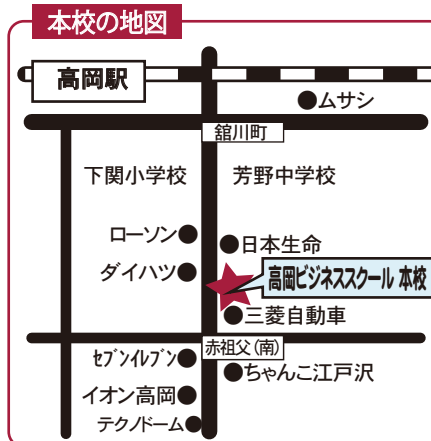 本校の地図
高岡駅
●ムサシ
舘川町
下関小学校 芳野中学校
ローソン●
●日本生命
ダイハツ●
高岡ビジネススクール 本校
●三菱自動車
赤祖父(南)
セブンイレブン●
●ちゃんこ江戸沢
イオン高岡●
テクノドーム●